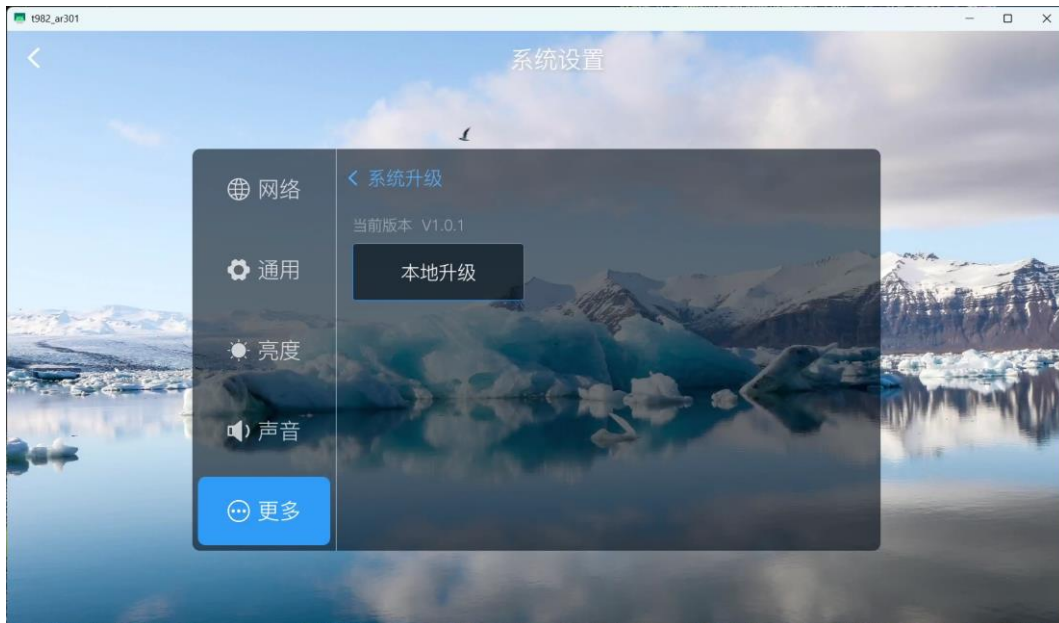 t982_ar301
系统设置
网络
通用
亮度
声音
更多
系统升级
当前版本 V1.0.1
本地升级